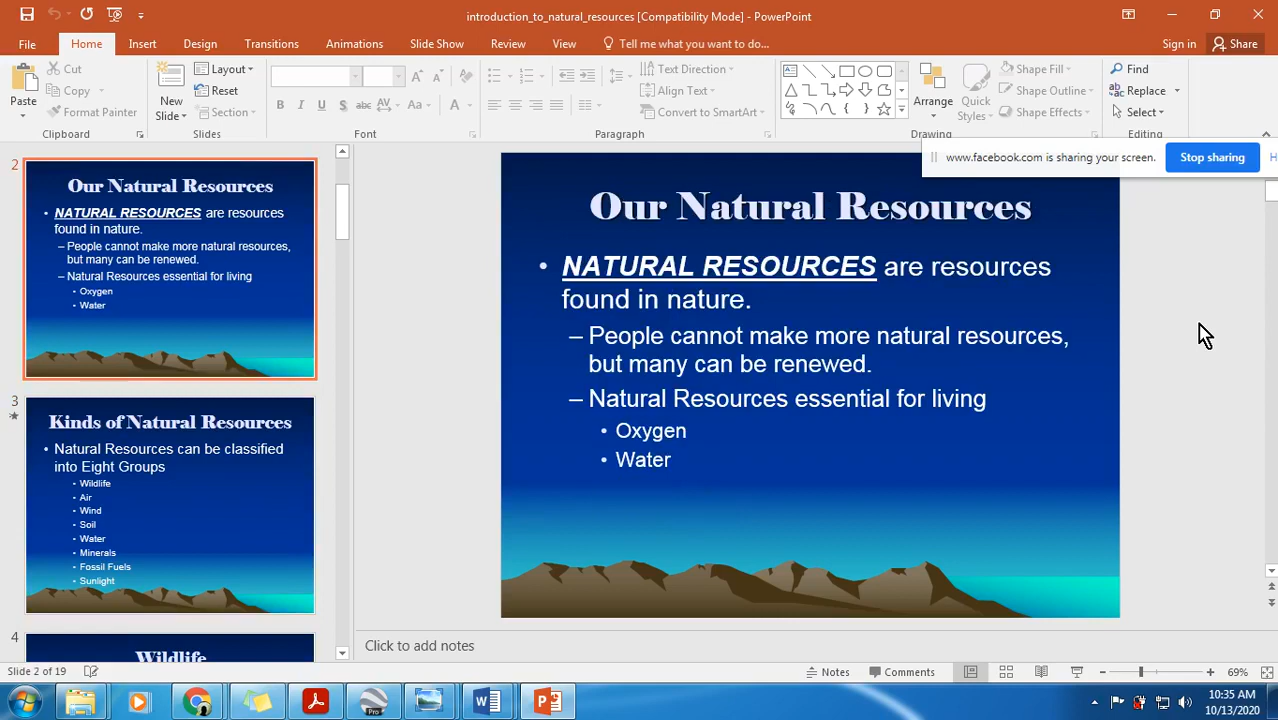 introduction_to_natural_resources [Compatibility Mode] - PowerPoint
File Home Insert Design Transitions Animations Slide Show Review View Tell me what you want to do... Sign in Share
Cut
Copy
Format Painter
Paste
Clipboard
New
Slide
Layout
Reset
Section
Slides
B I U S abc AV Aa A
Font
Text Direction
Align Text
Convert to SmartArt
Paragraph
Arrange
Quick
Styles
Shape Fill
Shape Outline
Shape Effects
Drawing
Find
Replace
Select
Editing
www.facebook.com is sharing your screen. Stop sharing H
2
Our Natural Resources
• NATURAL RESOURCES are resources
found in nature.
– People cannot make more natural resources,
but many can be renewed.
– Natural Resources essential for living
• Oxygen
• Water
3
Kinds of Natural Resources
• Natural Resources can be classified
into Eight Groups
• Wildlife
• Air
• Wind
• Soil
• Water
• Minerals
• Fossil Fuels
• Sunlight
4
Wildlife
Our Natural Resources
• NATURAL RESOURCES are resources
found in nature.
– People cannot make more natural resources,
but many can be renewed.
– Natural Resources essential for living
• Oxygen
• Water
Click to add notes
Slide 2 of 19 Notes Comments 69%
Pro
10:35 AM
10/13/2020